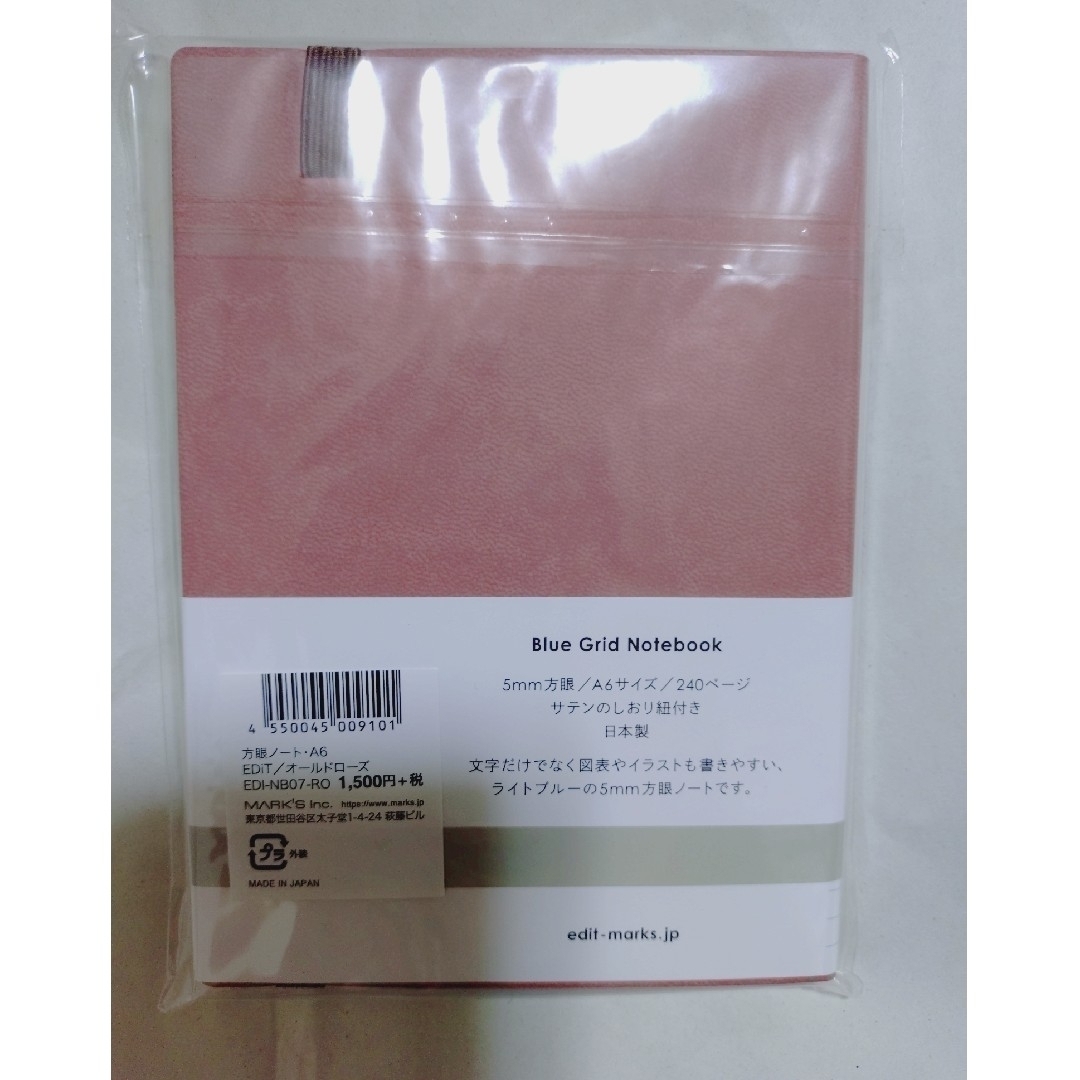 Blue Grid Notebook
5mm方眼／A6サイズ／240ページ
サテンのしおり紐付き
日本製
文字だけでなく図表やイラストも書きやすい、
ライトブルーの5mm方眼ノートです。
4 550045 009101
方眼ノート・A6
EDiT／オールドローズ
EDI-NB07-RO 1,500円+税
MARK'S Inc. https://www.marks.jp
東京都世田谷区太子堂1-4-24 萩藤ビル
プラ 外装
MADE IN JAPAN
edit-marks.jp